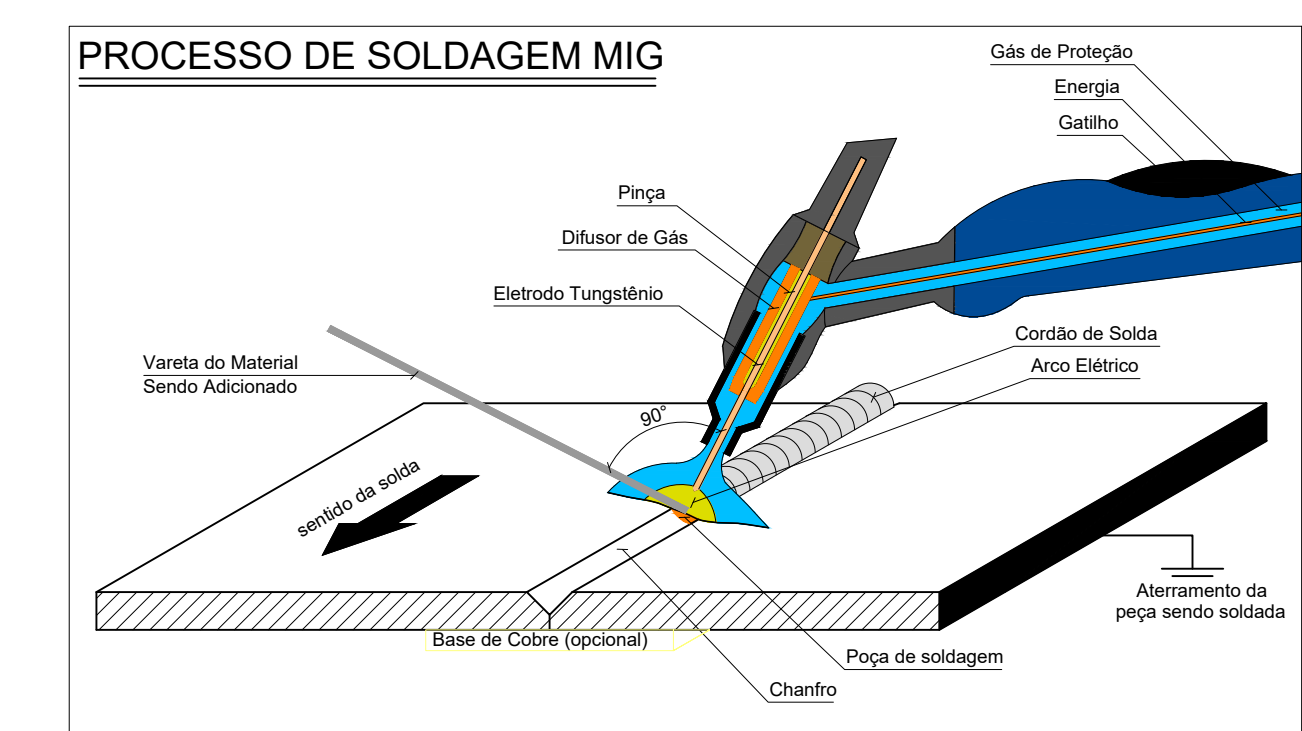 PROCESSO DE SOLDAGEM MIG
Gás de Proteção
Energia
Gatilho
Pinça
Difusor de Gás
Eletrodo Tungstênio
Vareta do Material
Sendo Adicionado
Cordão de Solda
Arco Elétrico
90°
sentido da solda
Aterramento da
peça sendo soldada
Base de Cobre (opcional)
Poça de soldagem
Chanfro